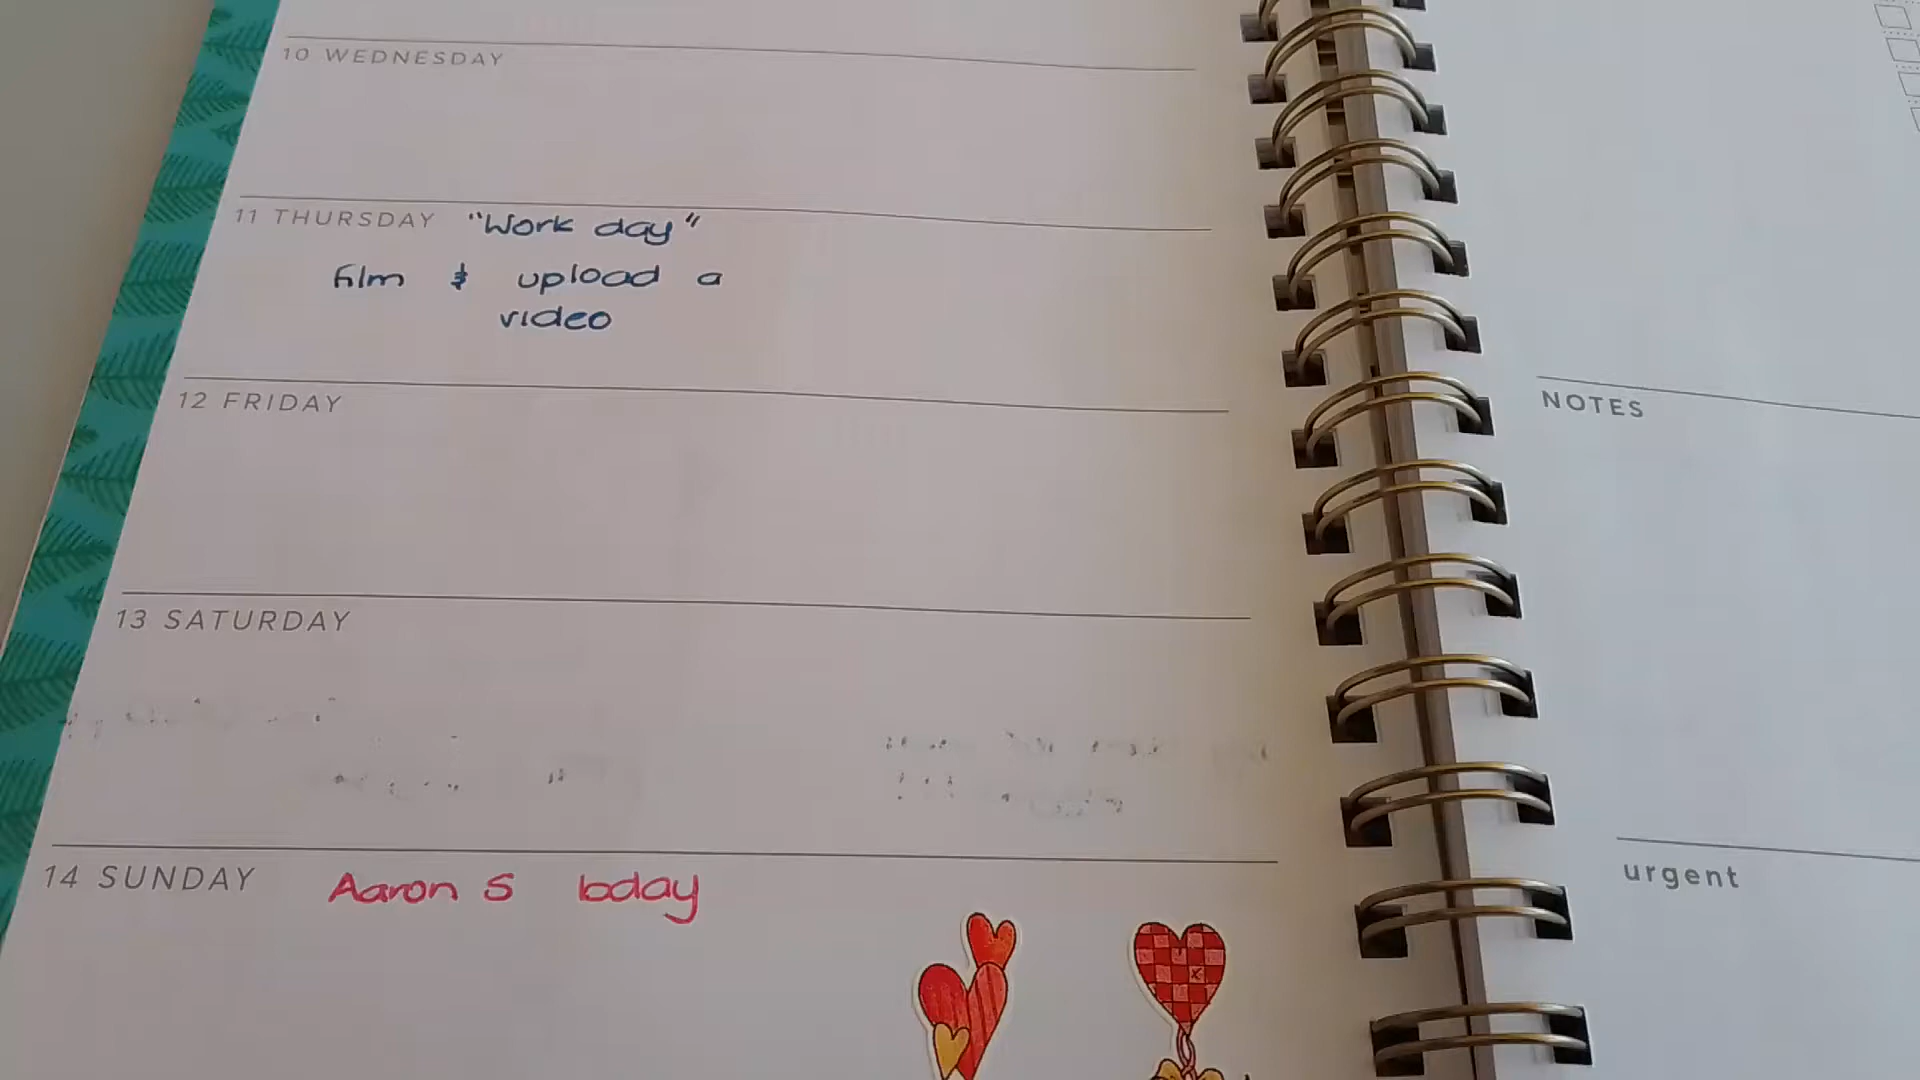 10 WEDNESDAY
11 THURSDAY "Work day"
film & upload a
video
12 FRIDAY
13 SATURDAY
14 SUNDAY Aaron S bday
NOTES
urgent